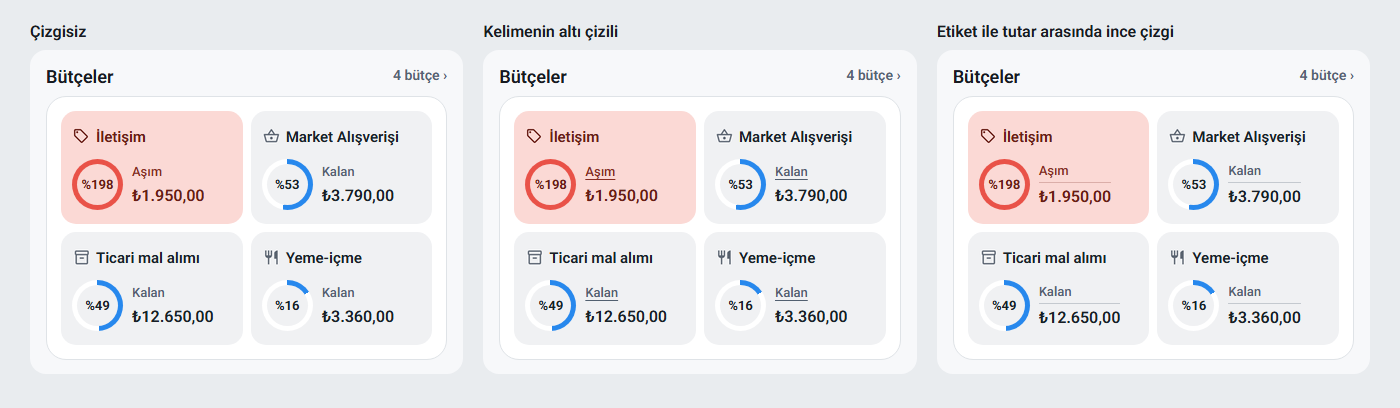 Çizgisiz
Bütçeler
4 bütçe ›
İletişim
%198
Aşım
₺1.950,00
Market Alışverişi
%53
Kalan
₺3.790,00
Ticari mal alımı
%49
Kalan
₺12.650,00
Yeme-içme
%16
Kalan
₺3.360,00
Kelimenin altı çizili
Bütçeler
4 bütçe ›
İletişim
%198
Aşım
₺1.950,00
Market Alışverişi
%53
Kalan
₺3.790,00
Ticari mal alımı
%49
Kalan
₺12.650,00
Yeme-içme
%16
Kalan
₺3.360,00
Etiket ile tutar arasında ince çizgi
Bütçeler
4 bütçe ›
İletişim
%198
Aşım
₺1.950,00
Market Alışverişi
%53
Kalan
₺3.790,00
Ticari mal alımı
%49
Kalan
₺12.650,00
Yeme-içme
%16
Kalan
₺3.360,00